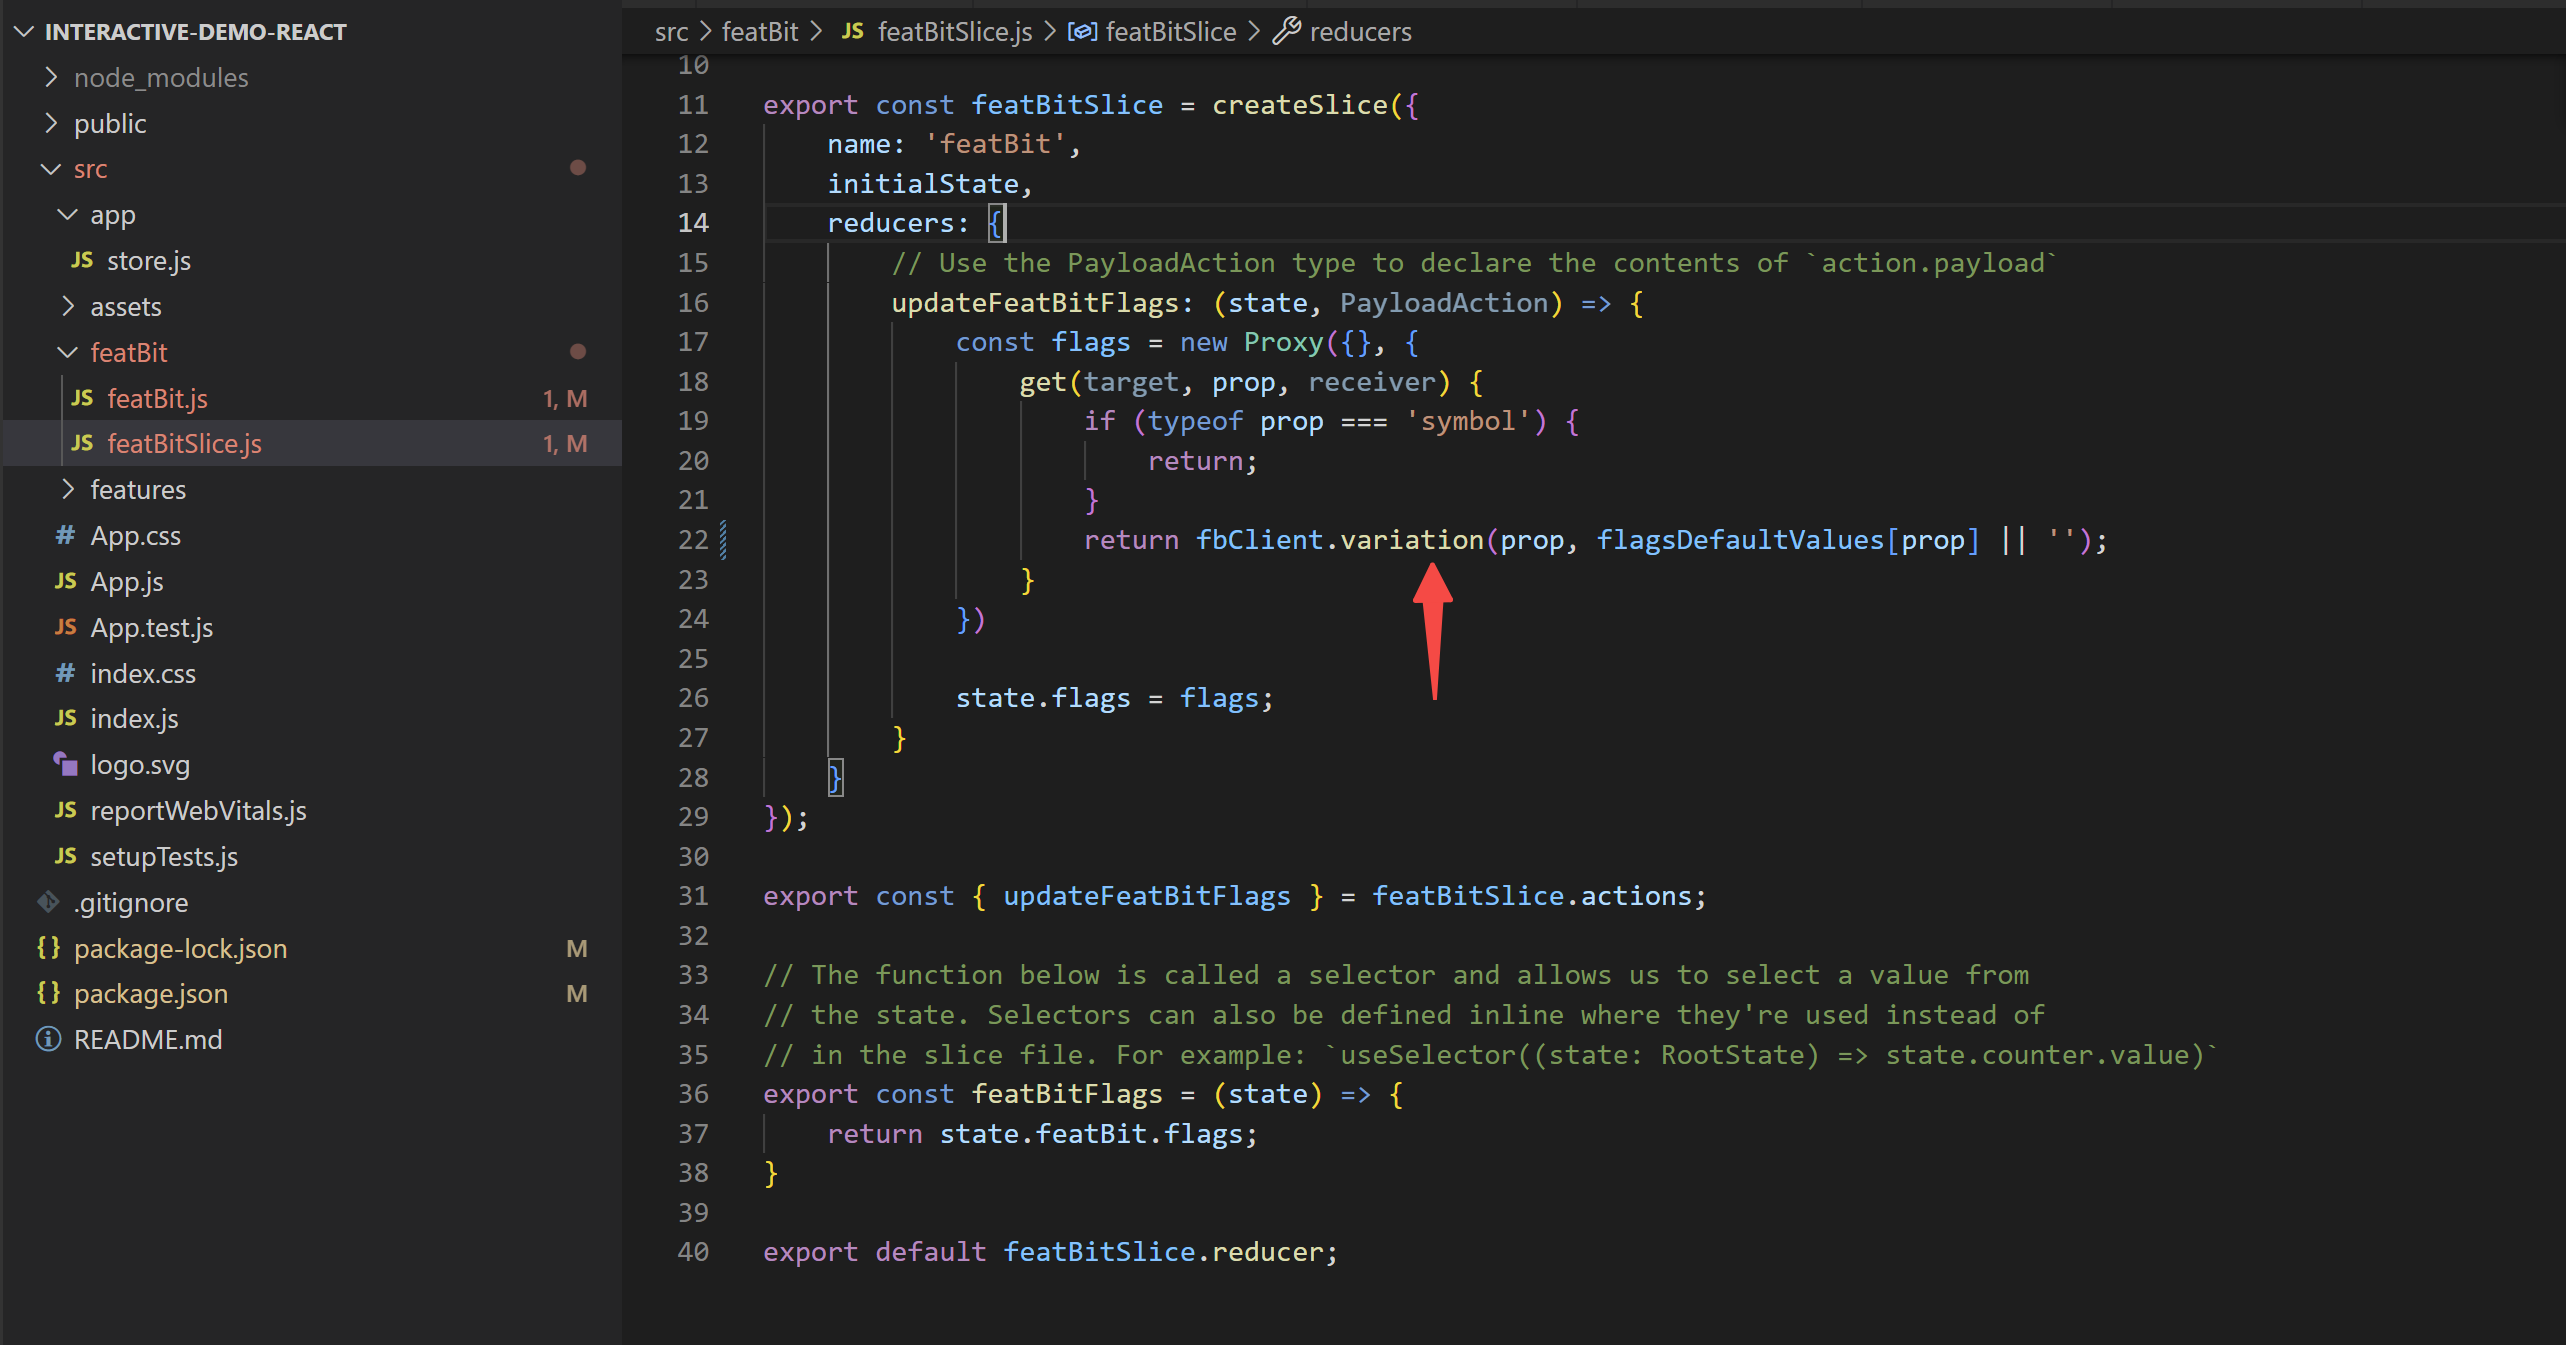 INTERACTIVE-DEMO-REACT
node_modules
public
src
app
JS store.js
assets
featBit
JS featBit.js 1, M
JS featBitSlice.js 1, M
features
# App.css
JS App.js
JS App.test.js
# index.css
JS index.js
logo.svg
JS reportWebVitals.js
JS setupTests.js
.gitignore
{} package-lock.json M
{} package.json M
README.md
src > featBit > JS featBitSlice.js > featBitSlice > reducers
10
11 export const featBitSlice = createSlice({
12 name: 'featBit',
13 initialState,
14 reducers: {
15 // Use the PayloadAction type to declare the contents of `action.payload`
16 updateFeatBitFlags: (state, PayloadAction) => {
17 const flags = new Proxy({}, {
18 get(target, prop, receiver) {
19 if (typeof prop === 'symbol') {
20 return;
21 }
22 return fbClient.variation(prop, flagsDefaultValues[prop] || '');
23 }
24 })
25
26 state.flags = flags;
27 }
28 }
29 });
30
31 export const { updateFeatBitFlags } = featBitSlice.actions;
32
33 // The function below is called a selector and allows us to select a value from
34 // the state. Selectors can also be defined inline where they're used instead of
35 // in the slice file. For example: `useSelector((state: RootState) => state.counter.value)`
36 export const featBitFlags = (state) => {
37 return state.featBit.flags;
38 }
39
40 export default featBitSlice.reducer;